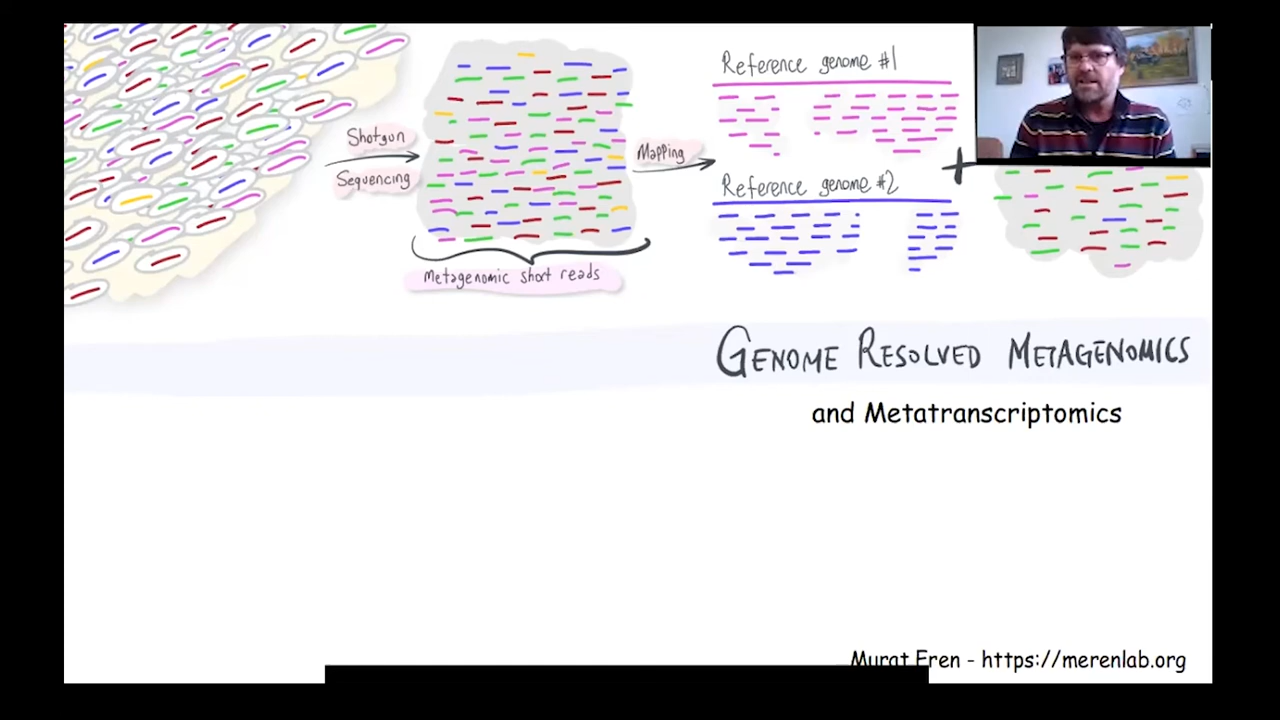 Shotgun
Sequencing
Metagenomic short reads
Mapping
Reference genome #1
Reference genome #2
GENOME RESOLVED METAGENOMICS
and Metatranscriptomics
Murat Eren - https://merenlab.org